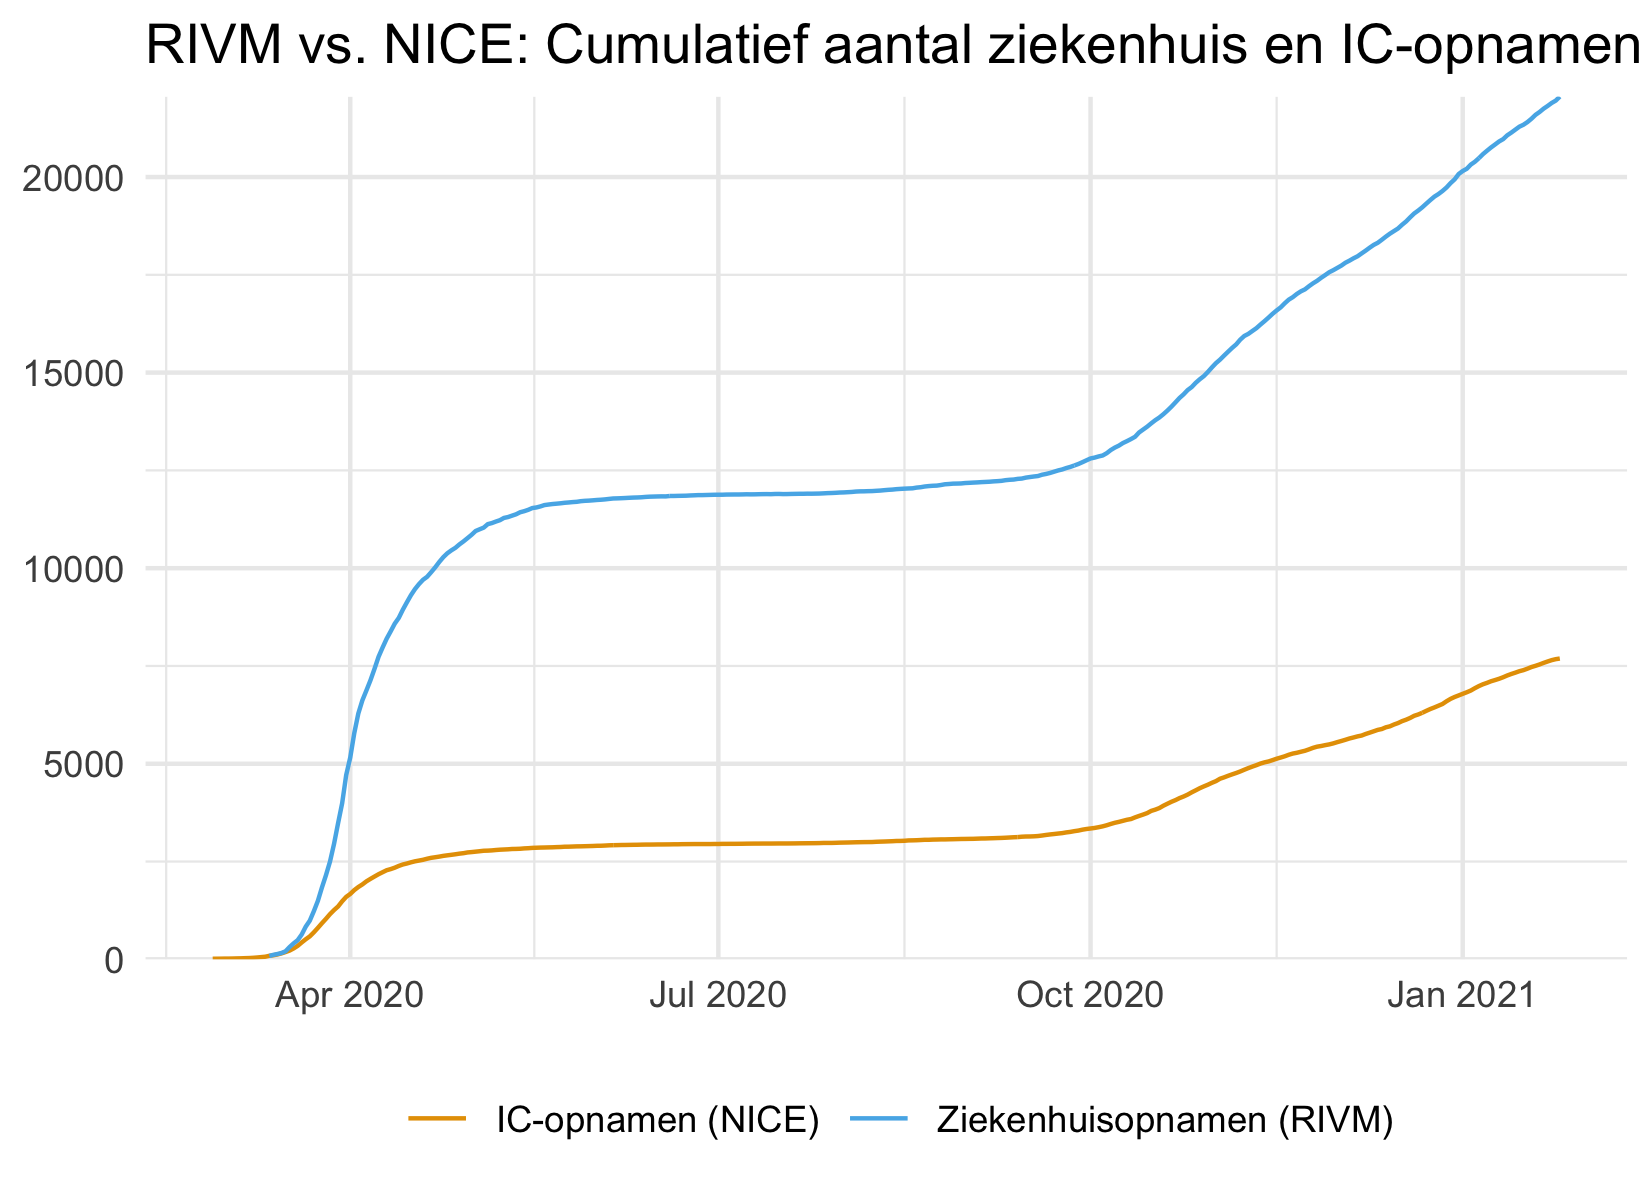 RIVM vs. NICE: Cumulatief aantal ziekenhuis en IC-opnamen
20000
15000
10000
5000
0
Apr 2020 Jul 2020 Oct 2020 Jan 2021
IC-opnamen (NICE) Ziekenhuisopnamen (RIVM)